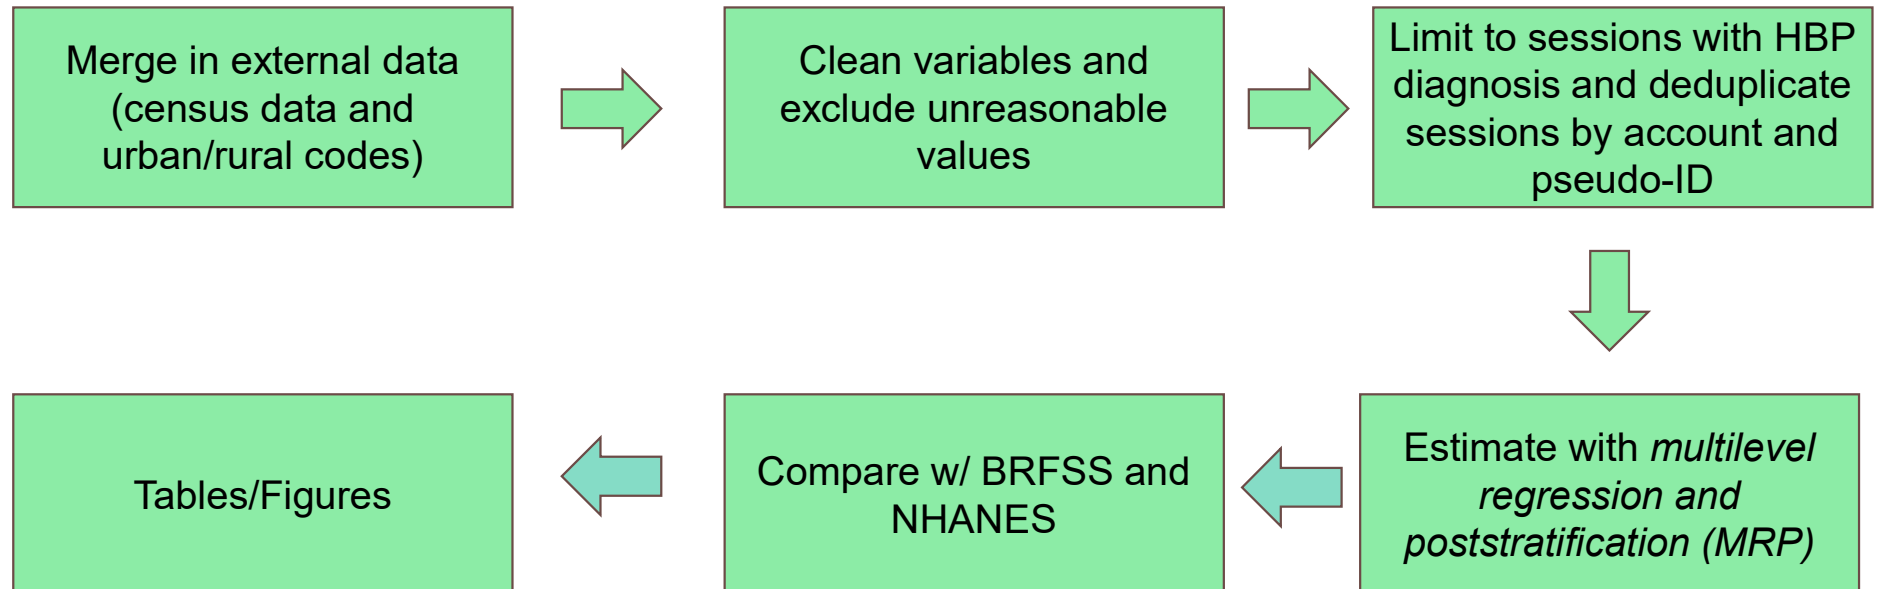 Merge in external data
(census data and
urban/rural codes)
Clean variables and
exclude unreasonable
values
Limit to sessions with HBP
diagnosis and deduplicate
sessions by account and
pseudo-ID
Estimate with multilevel
regression and
poststratification (MRP)
Compare w/ BRFSS and
NHANES
Tables/Figures